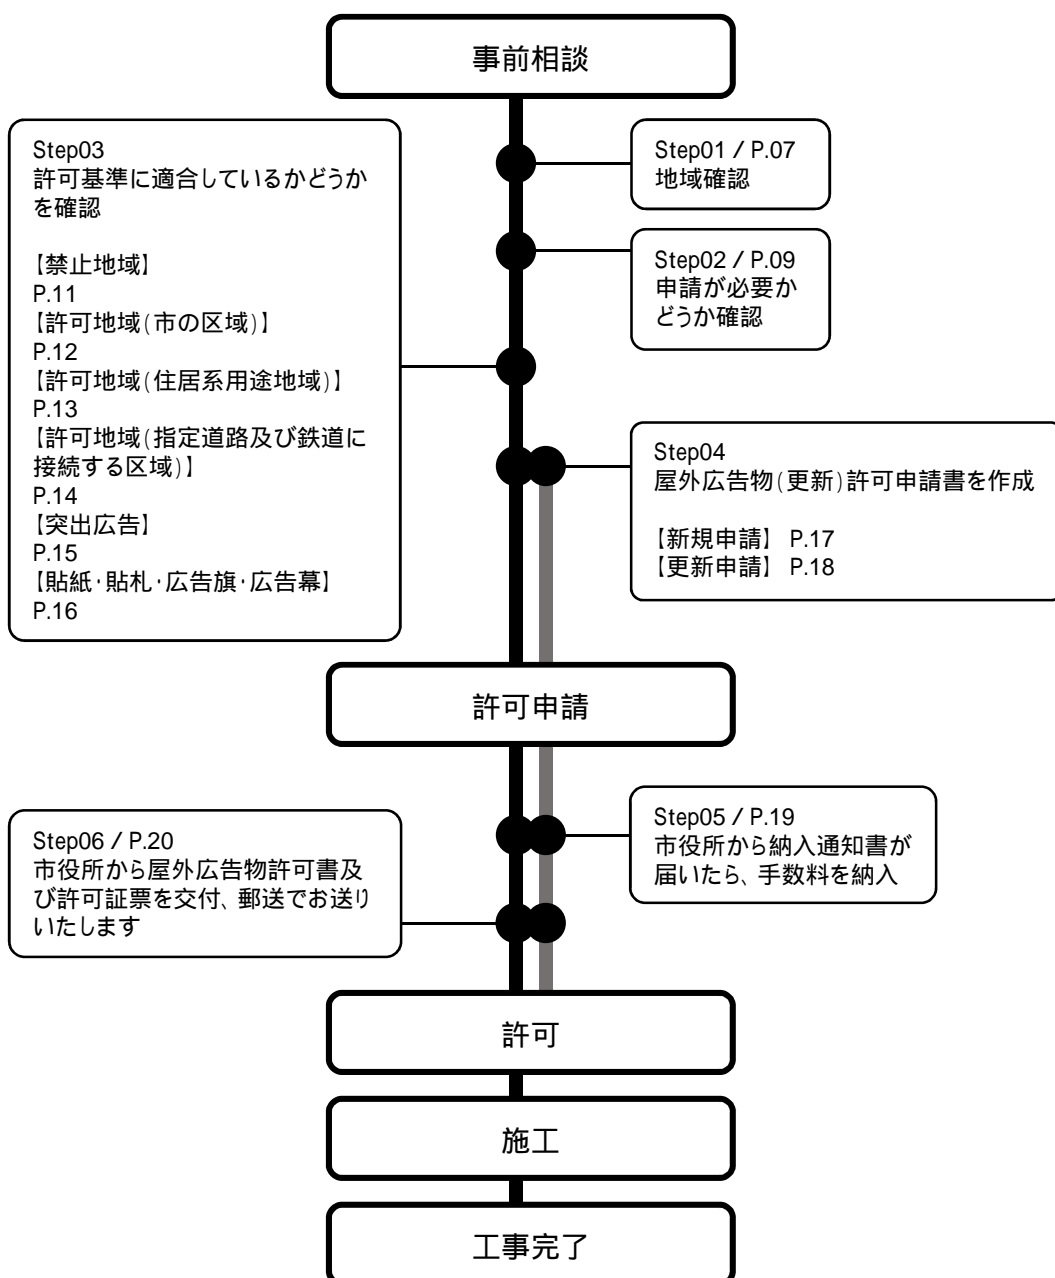 事前相談
Step01 / P.07
地域確認
Step02 / P.09
申請が必要か
どうか確認
Step03
許可基準に適合しているかどうか
を確認
【禁止地域】
P.11
【許可地域(市の区域)】
P.12
【許可地域(住居系用途地域)】
P.13
【許可地域(指定道路及び鉄道に
接続する区域)】
P.14
【突出広告】
P.15
【貼紙・貼札・広告旗・広告幕】
P.16
Step04
屋外広告物(更新)許可申請書を作成
【新規申請】 P.17
【更新申請】 P.18
許可申請
Step05 / P.19
市役所から納入通知書が
届いたら、手数料を納入
Step06 / P.20
市役所から屋外広告物許可書及
び許可証票を交付、郵送でお送り
いたします
許可
施工
工事完了